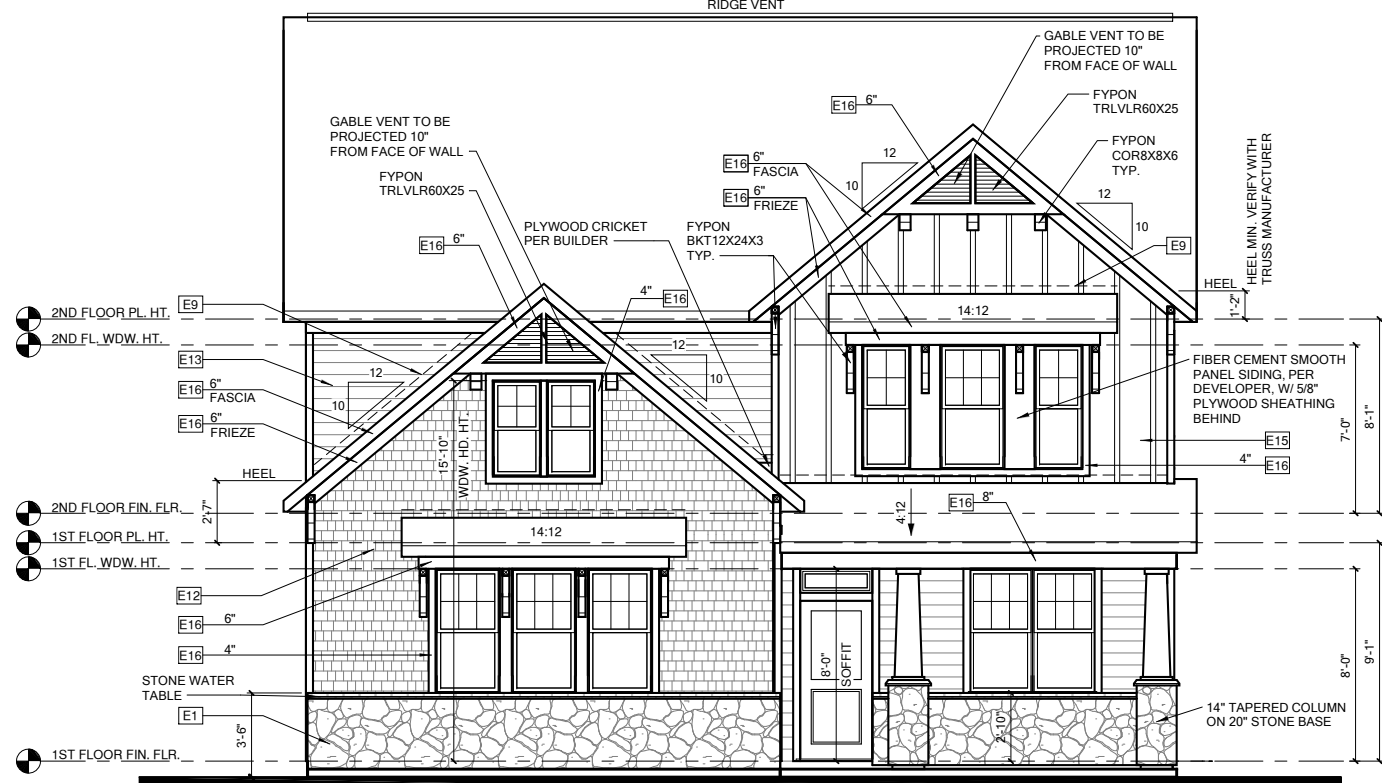 RIDGE VENT
GABLE VENT TO BE
PROJECTED 10"
FROM FACE OF WALL
E16 6"
FYPON
TRLVLR60X25
GABLE VENT TO BE
PROJECTED 10"
FROM FACE OF WALL
FYPON
COR8X8X6
TYP.
HEEL MIN. VERIFY WITH
TRUSS MANUFACTURER
E16 6"
FASCIA
12
10
12
10
FYPON
TRLVLR60X25
E16 6"
FRIEZE
PLYWOOD CRICKET
PER BUILDER
FYPON
BKT12X24X3
TYP.
E16 6"
E9
4" E16
HEEL
1'-2"
E9
2ND FLOOR PL. HT.
14:12
2ND FL. WDW. HT.
E13
12
10
12
10
FIBER CEMENT SMOOTH
PANEL SIDING, PER
DEVELOPER, W/ 5/8"
PLYWOOD SHEATHING
BEHIND
E16 6"
FASCIA
E16 6"
FRIEZE
7'-0"
8'-1"
15'-10"
WDW. HD. HT.
E15
4"
E16
HEEL
2'-7"
E16 8"
4:12
2ND FLOOR FIN. FLR.
14:12
1ST FLOOR PL. HT.
1ST FL. WDW. HT.
E12
E16 6"
E16 4"
8'-0"
SOFFIT
8'-0"
9'-1"
STONE WATER
TABLE
E1
3'-6"
2'-10"
14" TAPERED COLUMN
ON 20" STONE BASE
1ST FLOOR FIN. FLR.